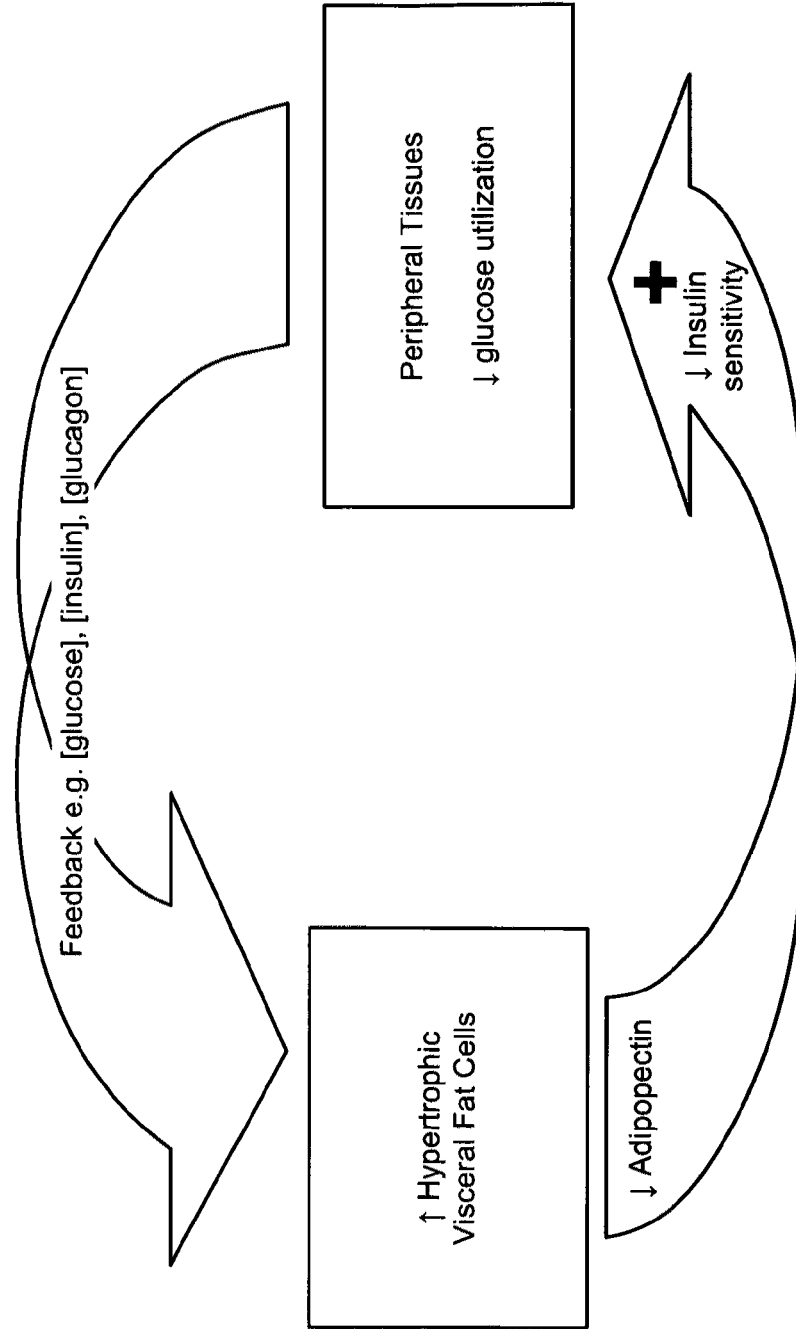 Feedback e.g. [glucose], [insulin], [glucagon]
Peripheral Tissues
↓ glucose utilization
↑ Hypertrophic
Visceral Fat Cells
+
↓ Insulin
sensitivity
↓ Adipopectin